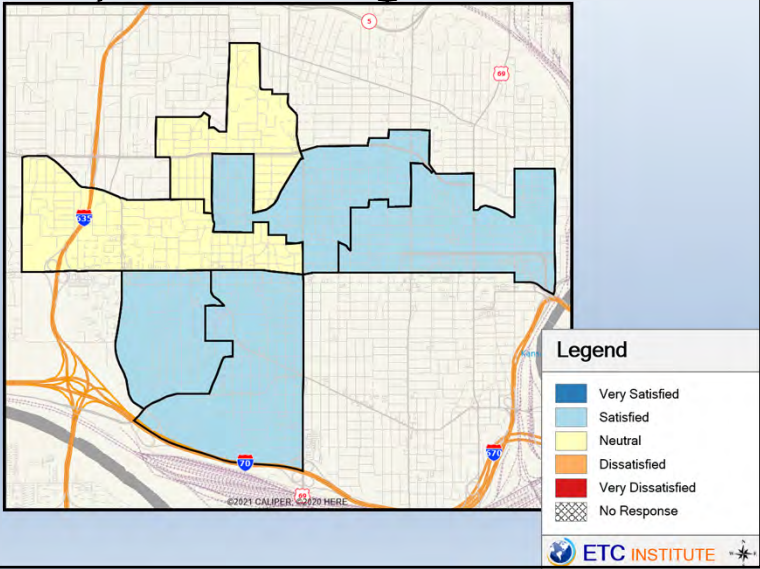 5
69
635
Legend
Very Satisfied
Satisfied
Neutral
Dissatisfied
Very Dissatisfied
No Response
70
670
69
©2021 CALIPER; ©2020 HERE
ETC INSTITUTE